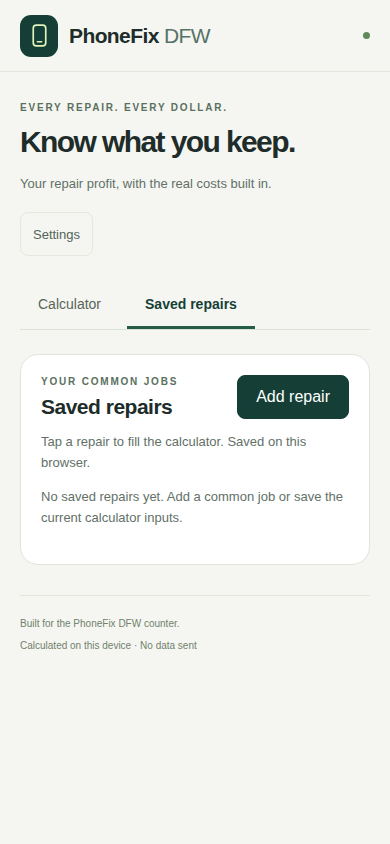 PhoneFix DFW
EVERY REPAIR. EVERY DOLLAR.
Know what you keep.
Your repair profit, with the real costs built in.
Settings
Calculator
Saved repairs
YOUR COMMON JOBS
Saved repairs
Add repair
Tap a repair to fill the calculator. Saved on this
browser.
No saved repairs yet. Add a common job or save the
current calculator inputs.
Built for the PhoneFix DFW counter.
Calculated on this device · No data sent